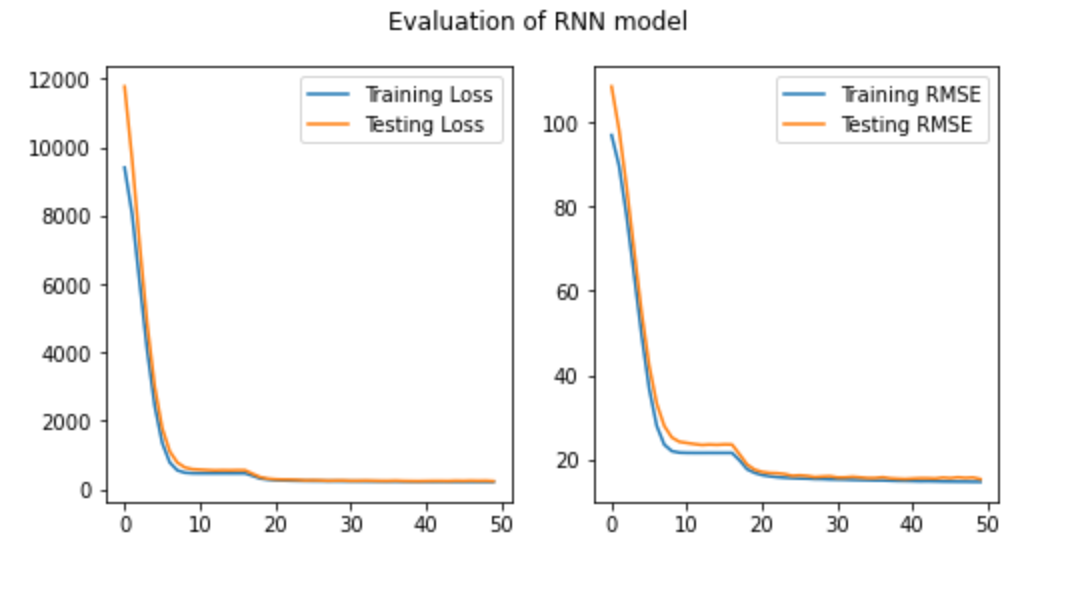 Evaluation of RNN model
12000
10000
8000
6000
4000
2000
0
0 10 20 30 40 50
Training Loss
Testing Loss
100
80
60
40
20
0 10 20 30 40 50
Training RMSE
Testing RMSE